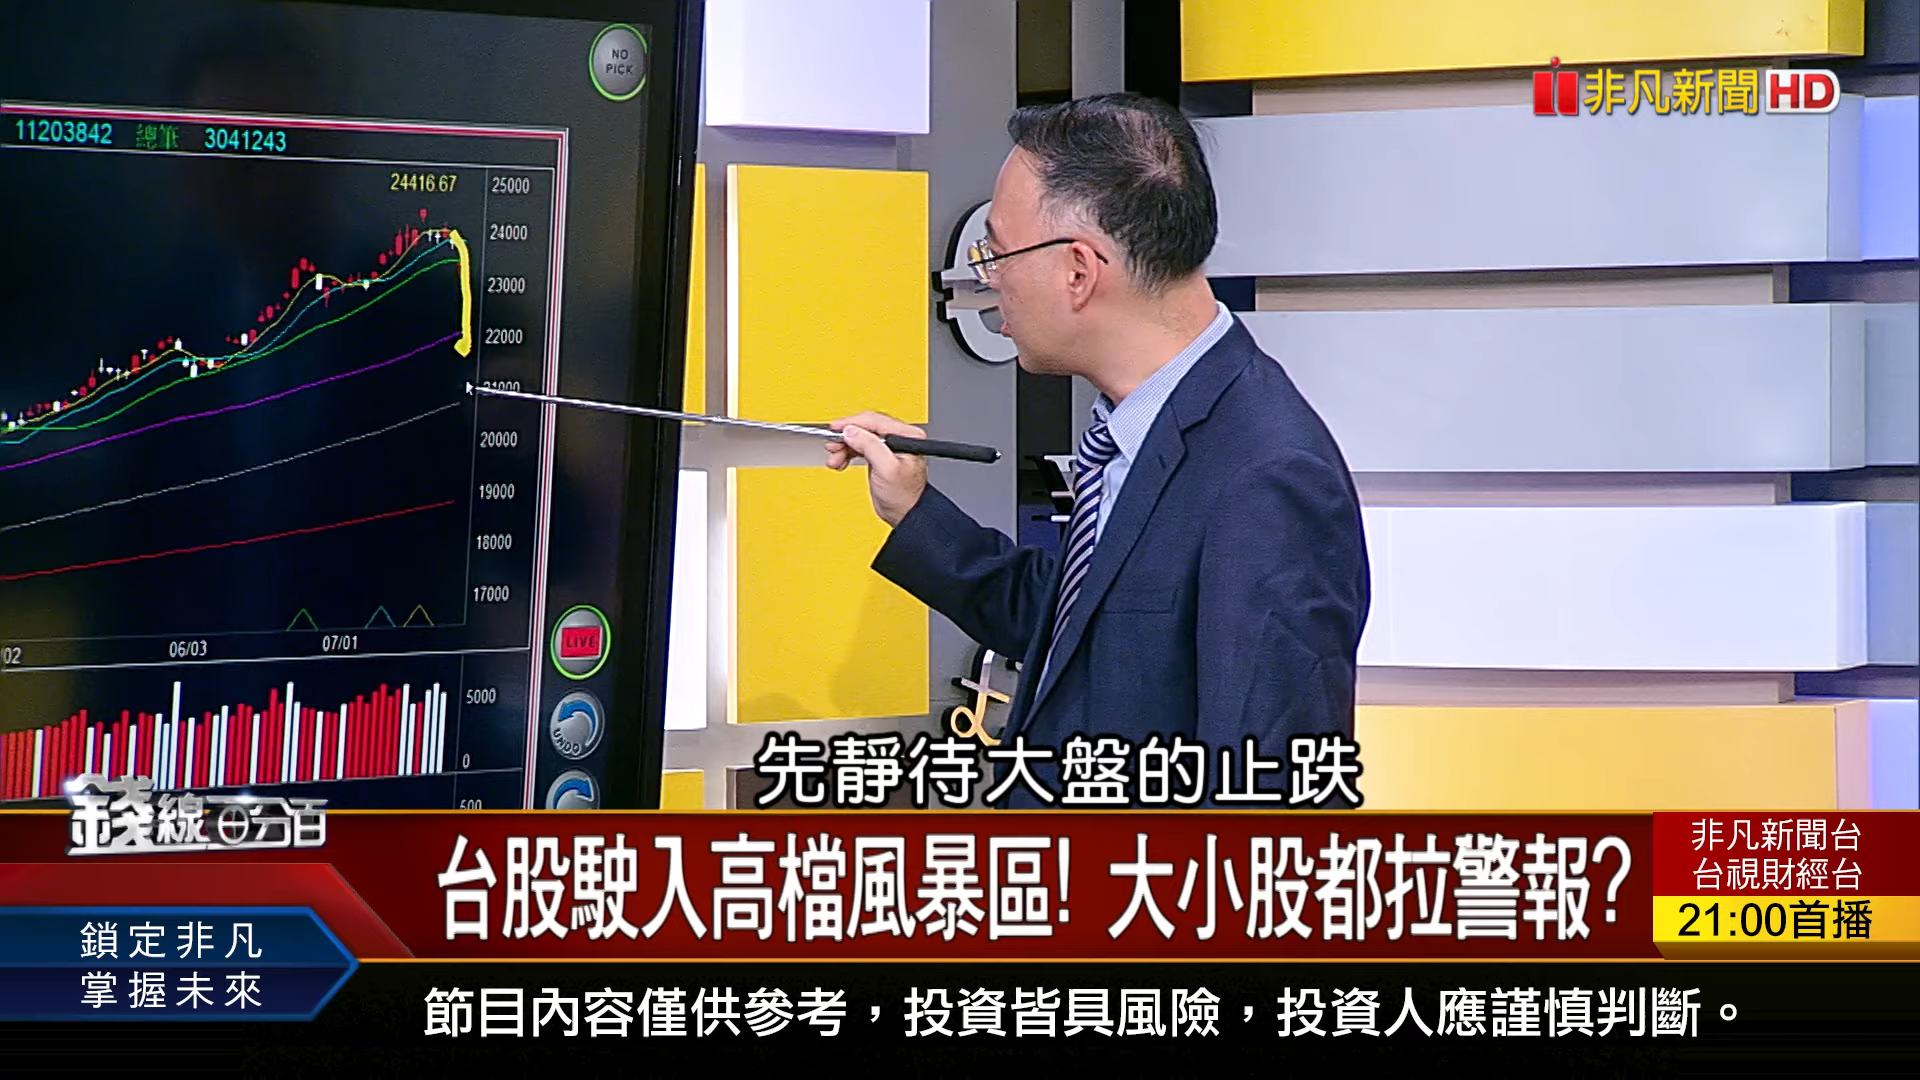 NO
PICK
非凡新聞HD
11203842 總筆 3041243
24416.67
25000
24000
23000
22000
21000
20000
19000
18000
17000
/02 06/03 07/01
LIVE
5000
UNDO
0
500
先靜待大盤的止跌
錢線百分百
台股駛入高檔風暴區! 大小股都拉警報?
非凡新聞台
台視財經台
21:00首播
鎖定非凡
掌握未來
節目內容僅供參考，投資皆具風險，投資人應謹慎判斷。